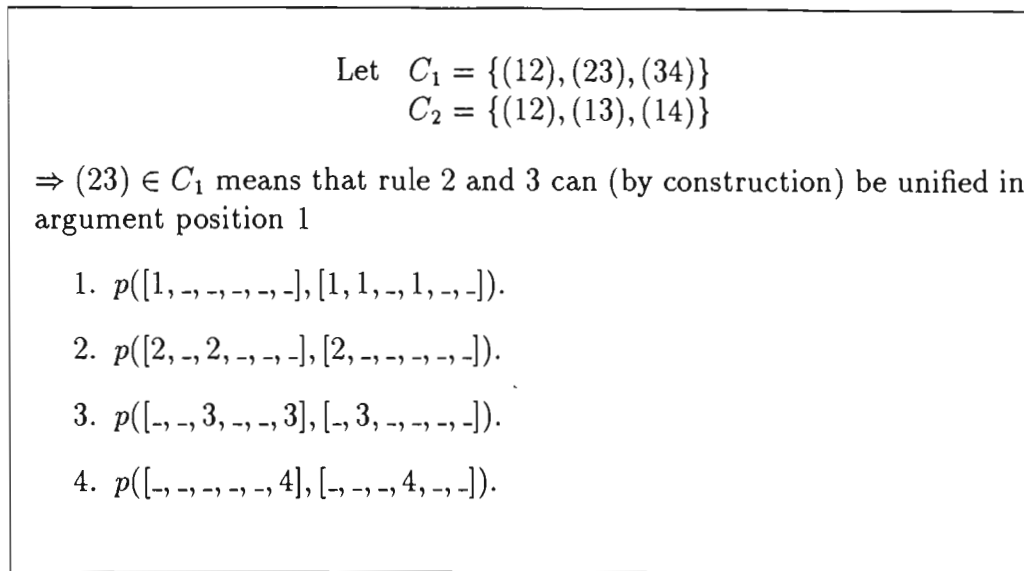 Let C₁ = {(12), (23), (34)}
C₂ = {(12), (13), (14)}
⇒ (23) ∈ C₁ means that rule 2 and 3 can (by construction) be unified in
argument position 1
1. p([1, _, _, _, _, _], [1, 1, _, 1, _, _]).
2. p([2, _, 2, _, _, _], [2, _, _, _, _, _]).
3. p([_, _, 3, _, _, 3], [_, 3, _, _, _, _]).
4. p([_, _, _, _, _, 4], [_, _, _, 4, _, _]).